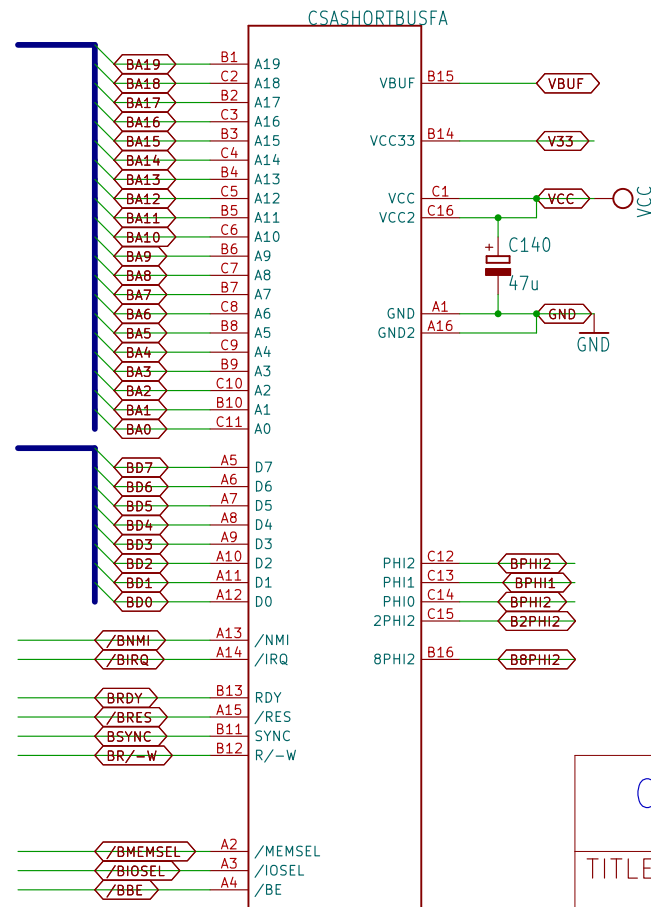 CSASHORTBUSFA
BA19 B1 A19
BA18 C2 A18
BA17 B2 A17
BA16 C3 A16
BA15 B3 A15
BA14 C4 A14
BA13 B4 A13
BA12 C5 A12
BA11 B5 A11
BA10 C6 A10
BA9 B6 A9
BA8 C7 A8
BA7 B7 A7
BA6 C8 A6
BA5 B8 A5
BA4 C9 A4
BA3 B9 A3
BA2 C10 A2
BA1 B10 A1
BA0 C11 A0
BD7 A5 D7
BD6 A6 D6
BD5 A7 D5
BD4 A8 D4
BD3 A9 D3
BD2 A10 D2
BD1 A11 D1
BD0 A12 D0
/BNMI A13 /NMI
/BIRQ A14 /IRQ
BRDY B13 RDY
/BRES A15 /RES
BSYNC B11 SYNC
BR/-W B12 R/-W
/BMEMSEL A2 /MEMSEL
/BIOSEL A3 /IOSEL
/BBE A4 /BE
VBUF B15 VBUF
VCC33 B14 V33
VCC C1 VCC
VCC
VCC2 C16
+ C140
47u
GND A1 GND
GND2 A16
GND
PHI2 C12 BPHI2
PHI1 C13 BPHI1
PHI0 C14 BPHI2
2PHI2 C15 B2PHI2
8PHI2 B16 B8PHI2
TITLE